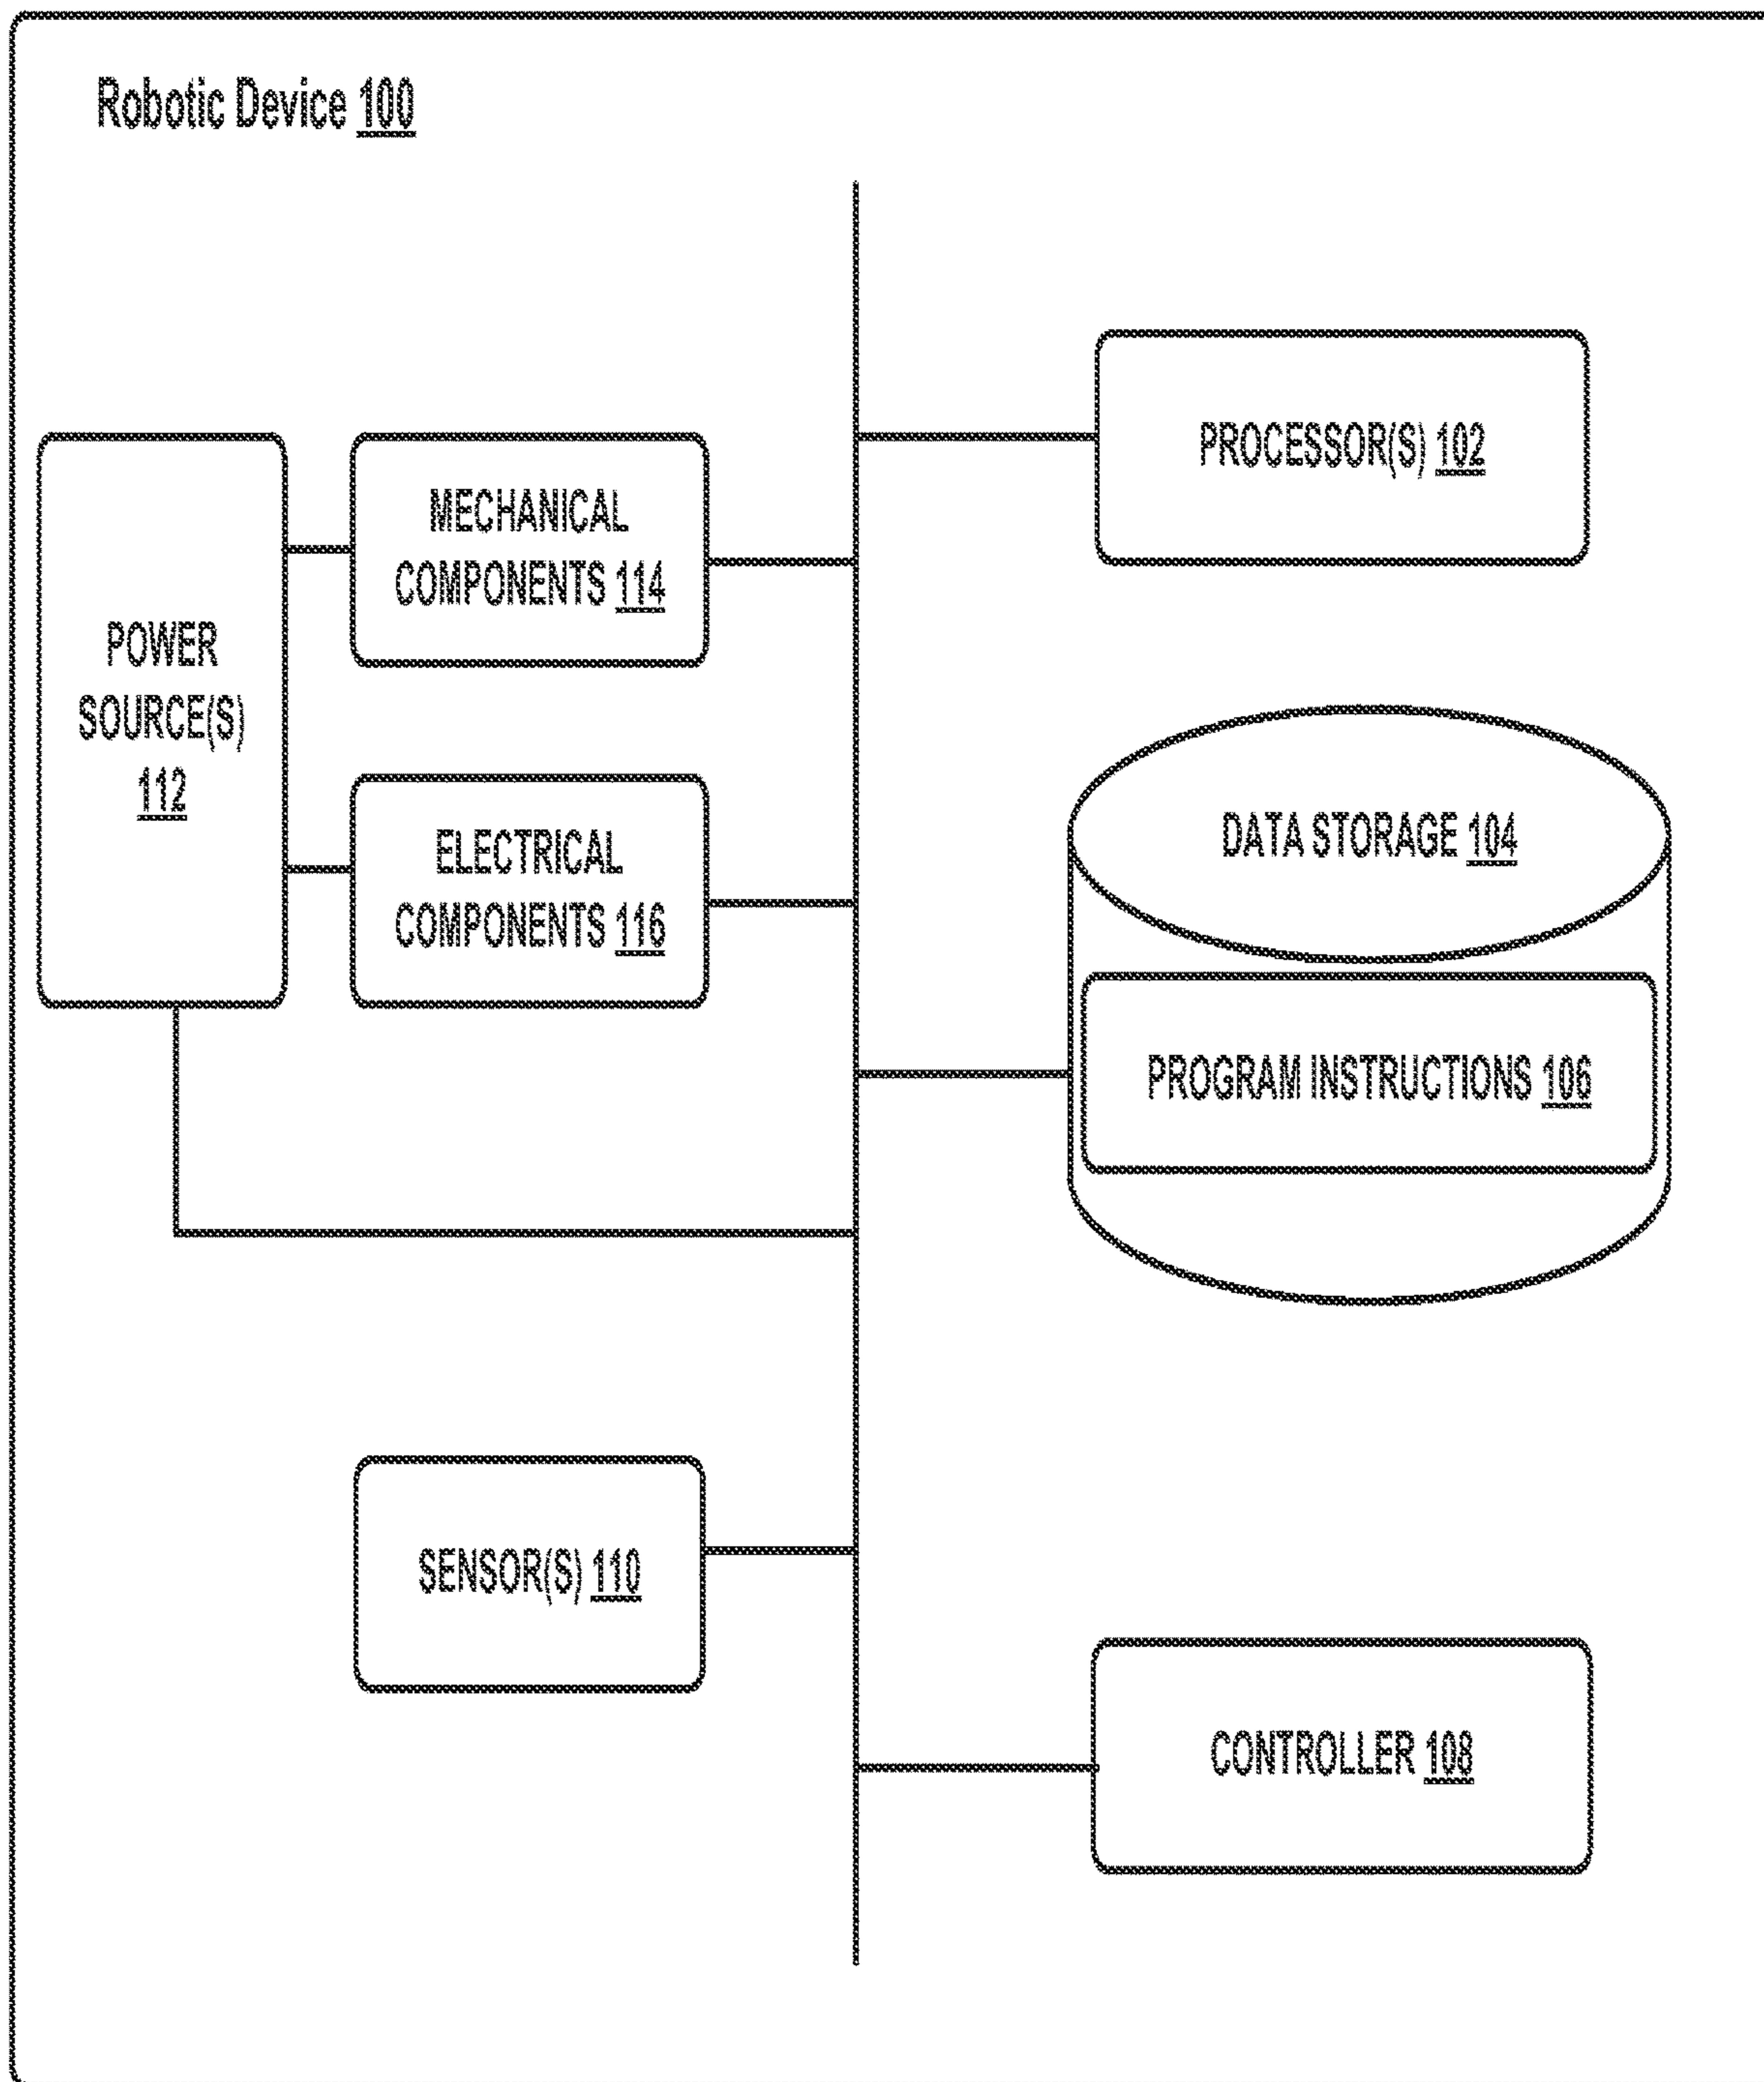 Robotic Device 100
PROCESSOR(S) 102
MECHANICAL
COMPONENTS 114
POWER
SOURCE(S)
112
ELECTRICAL
COMPONENTS 116
DATA STORAGE 104
PROGRAM INSTRUCTIONS 106
SENSOR(S) 110
CONTROLLER 108